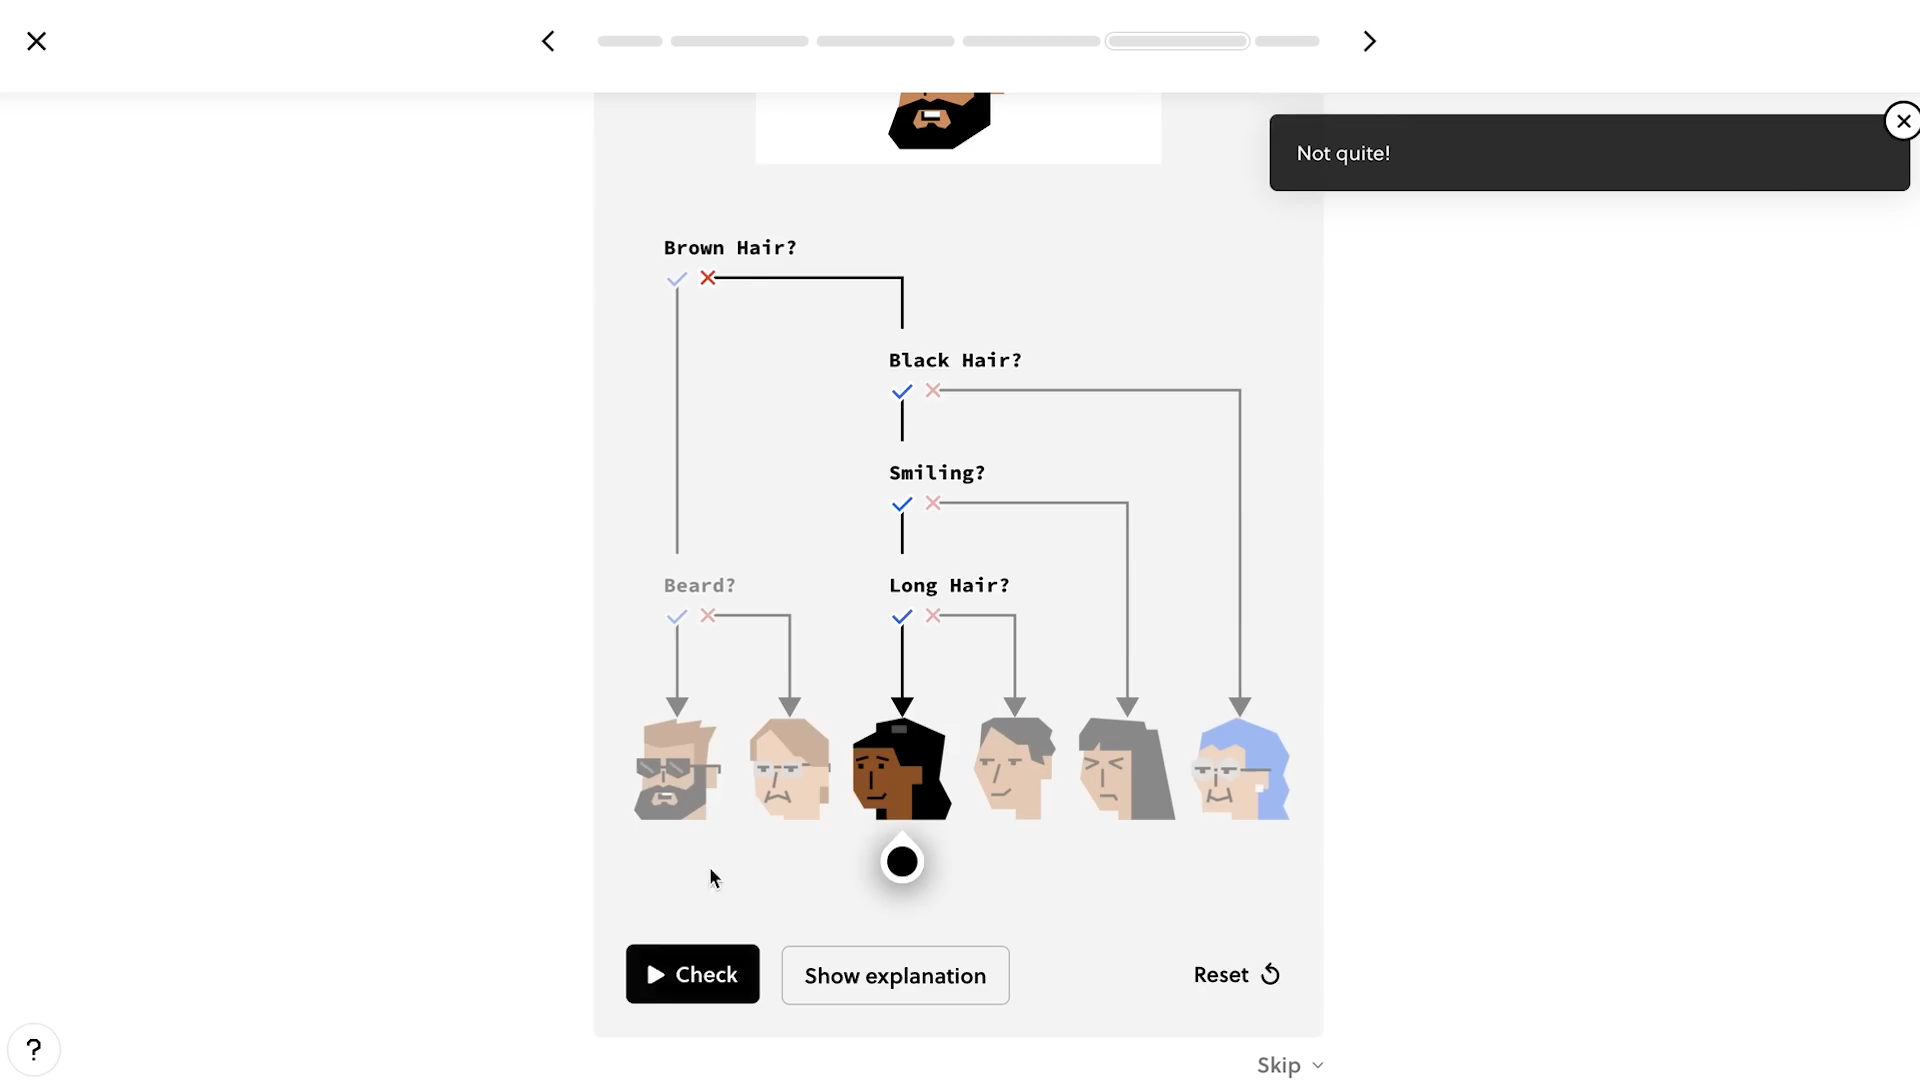 Not quite!
Brown Hair?
Black Hair?
Smiling?
Beard?
Long Hair?
Check
Show explanation
Reset
?
Skip